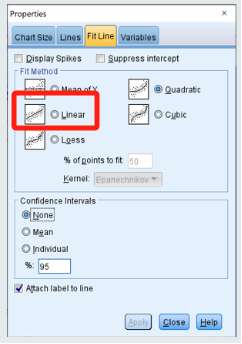 Properties
Chart Size Lines Fit Line Variables
Display Spikes Suppress intercept
Fit Method
Mean of Y Quadratic
Linear Cubic
Loess
% of points to fit: 50
Kernel: Epanechnikov
Confidence Intervals
None
Mean
Individual
%: 95
Attach label to line
Apply Close Help